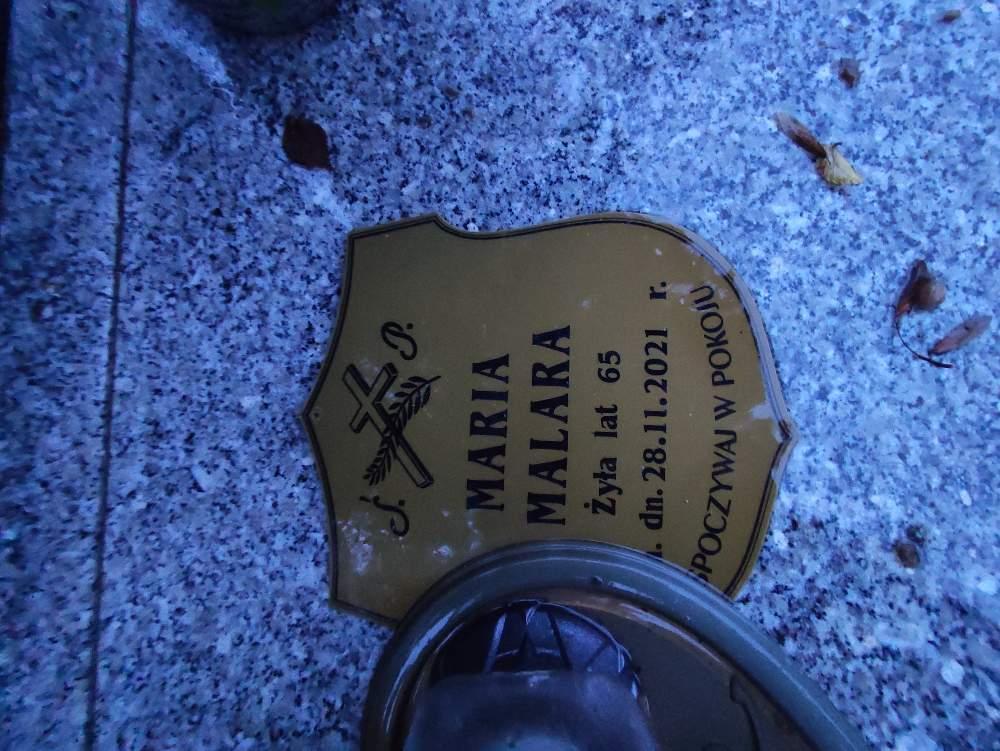 Ś. P.
MARIA
MALARA
Żyła lat 65
dn. 28.11.2021 r.
SPOCZYWAJ W POKOJU